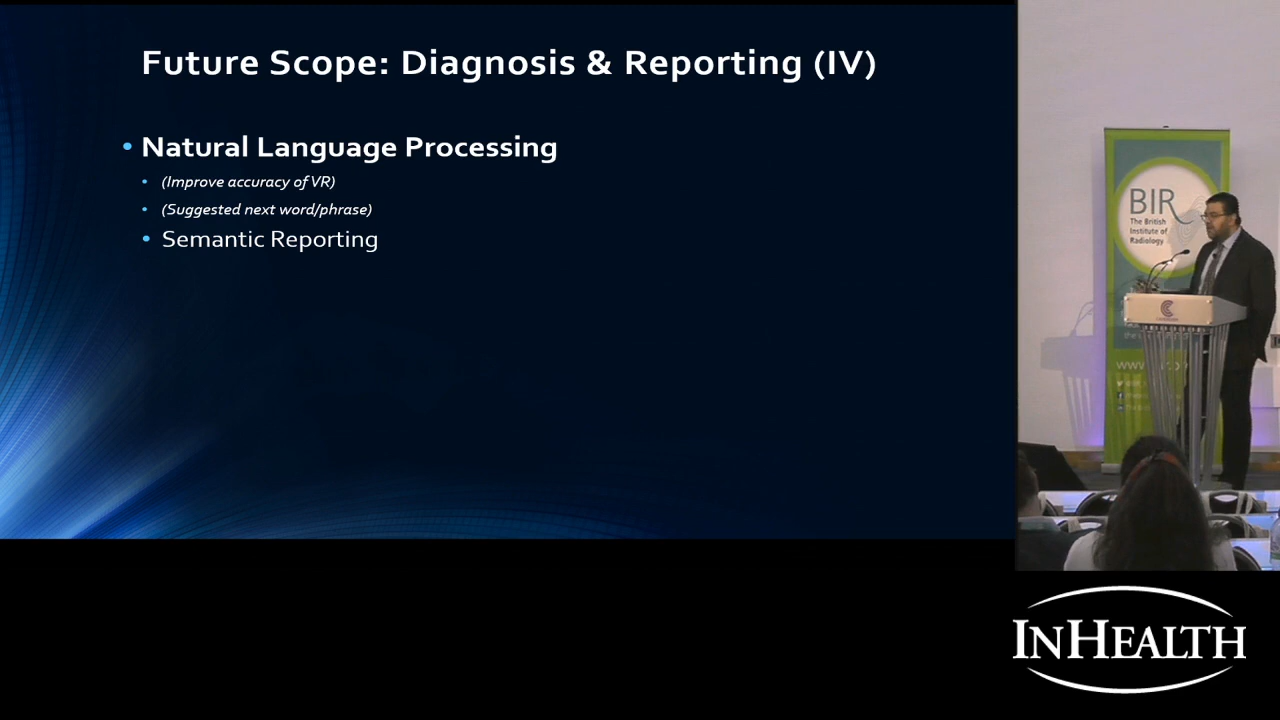 Future Scope: Diagnosis & Reporting (IV)
• Natural Language Processing
• (Improve accuracy of VR)
• (Suggested next word/phrase)
• Semantic Reporting
BIR
The British
Institute of
Radiology
www.
INHEALTH